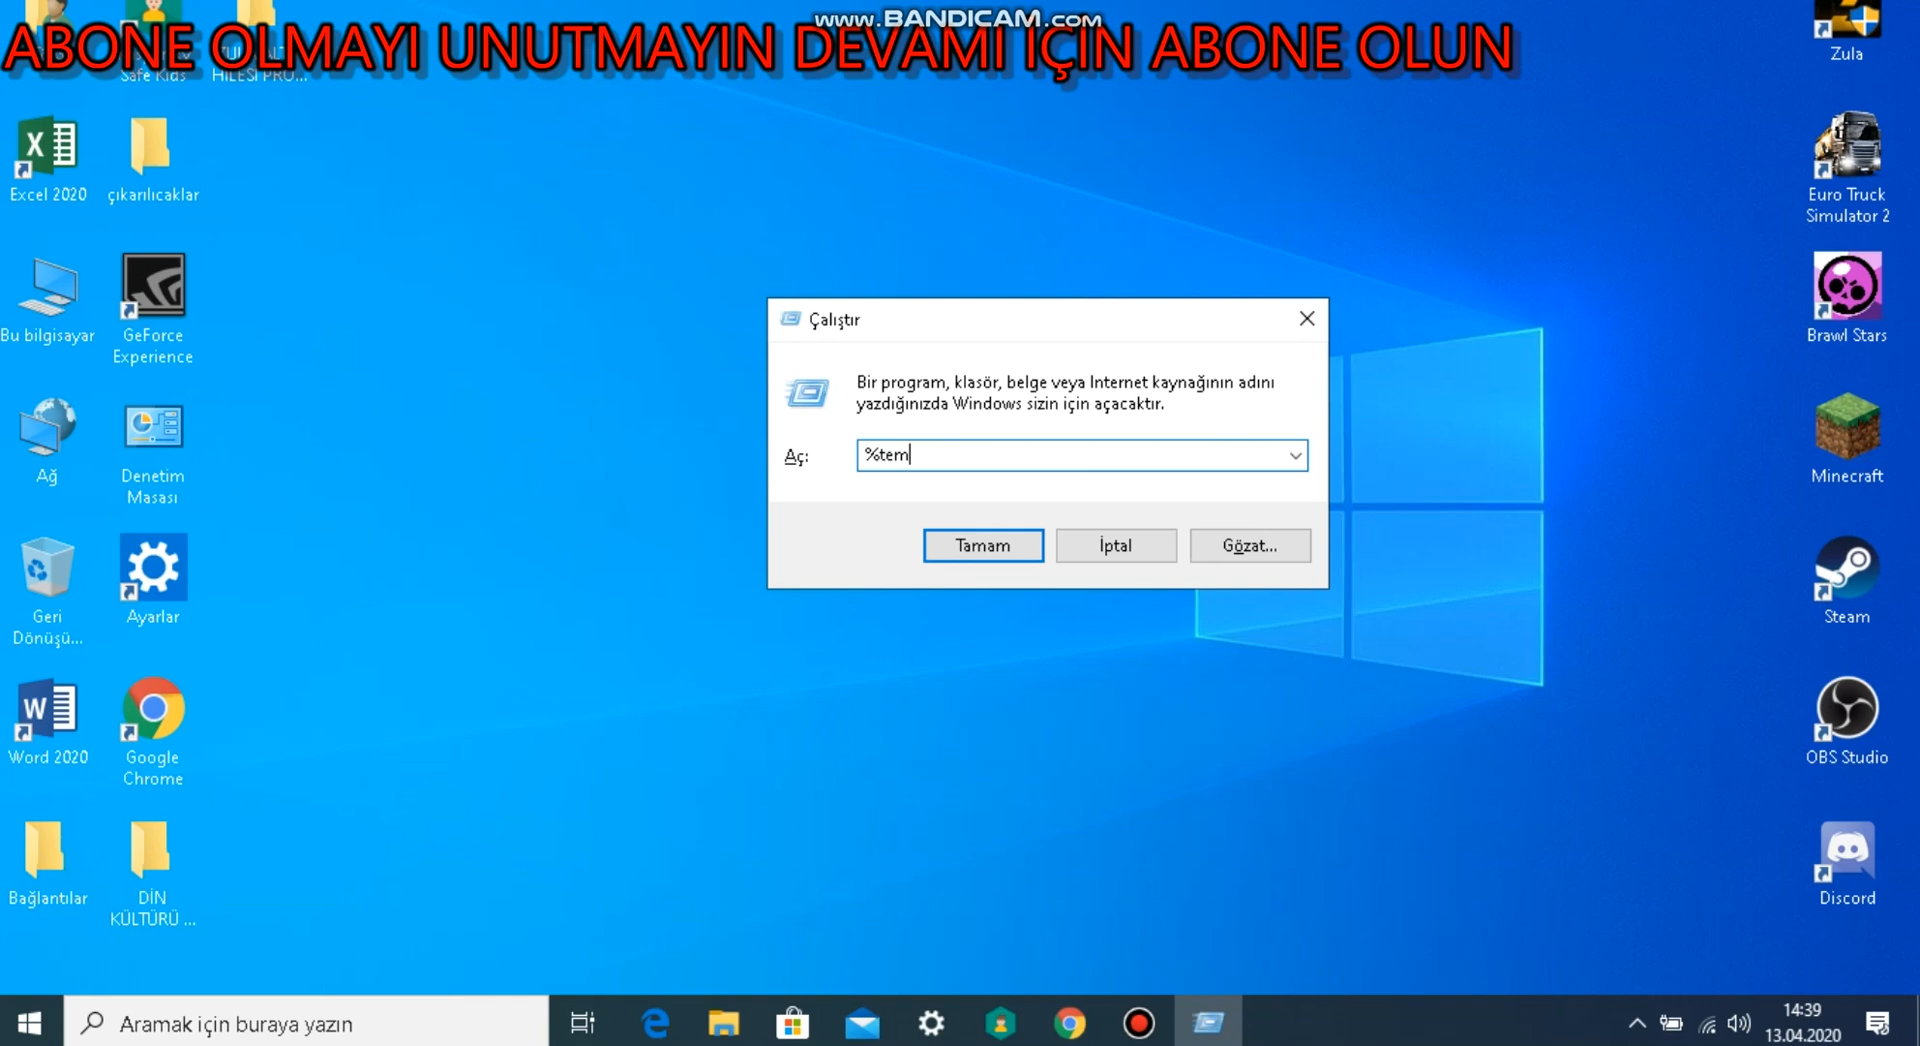 www.BANDICAM.com
ABONE OLMAYI UNUTMAYIN DEVAMI İÇİN ABONE OLUN
Safe Kids
HİLESİ PRO...
Zula
Excel 2020
çıkarılıcaklar
Euro Truck
Simulator 2
Bu bilgisayar
GeForce
Experience
Brawl Stars
Ağ
Denetim
Masası
Minecraft
Geri
Dönüşü...
Ayarlar
Steam
Word 2020
Google
Chrome
OBS Studio
Bağlantılar
DİN
KÜLTÜRÜ ...
Discord
Çalıştır
Bir program, klasör, belge veya Internet kaynağının adını
yazdığınızda Windows sizin için açacaktır.
Aç:
%tem
Tamam
İptal
Gözat...
Aramak için buraya yazın
14:39
13.04.2020